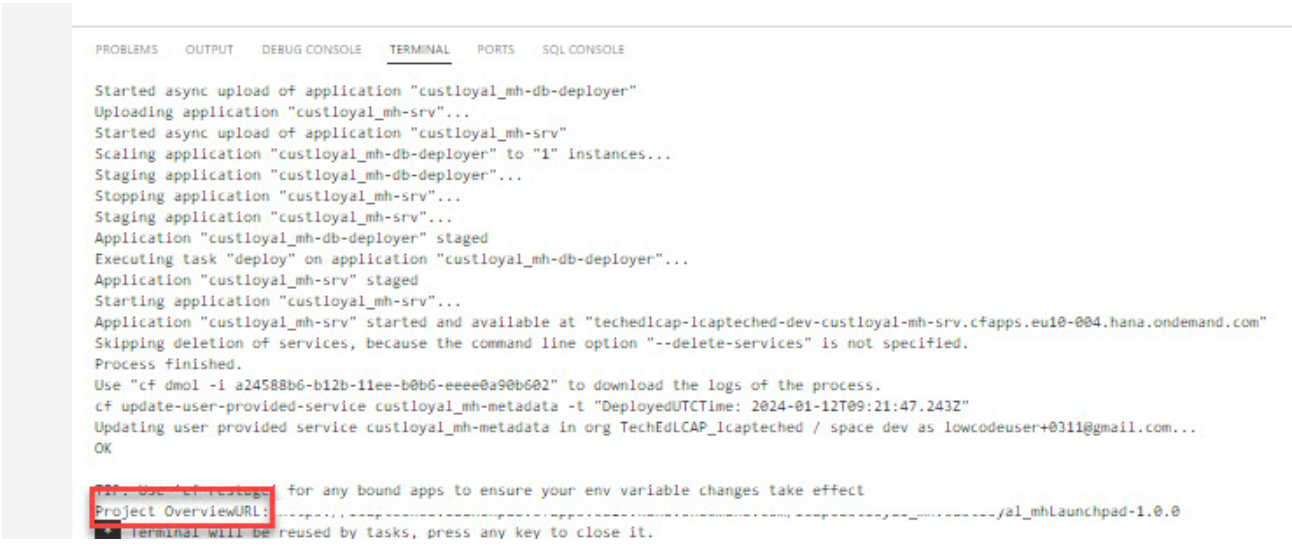 PROBLEMS OUTPUT DEBUG CONSOLE TERMINAL PORTS SQL CONSOLE
Started async upload of application "custloyal_mh-db-deployer"
Uploading application "custloyal_mh-srv"...
Started async upload of application "custloyal_mh-srv"
Scaling application "custloyal_mh-db-deployer" to "1" instances...
Staging application "custloyal_mh-db-deployer"...
Stopping application "custloyal_mh-srv"...
Staging application "custloyal_mh-srv"...
Application "custloyal_mh-db-deployer" staged
Executing task "deploy" on application "custloyal_mh-db-deployer"...
Application "custloyal_mh-srv" staged
Starting application "custloyal_mh-srv"...
Application "custloyal_mh-srv" started and available at "techedlcap-lcapteched-dev-custloyal-mh-srv.cfapps.eu10-004.hana.ondemand.com"
Skipping deletion of services, because the command line option "--delete-services" is not specified.
Process finished.
Use "cf dmol -i a24588b6-b12b-11ee-b0b6-eeee0a90b602" to download the logs of the process.
cf update-user-provided-service custloyal_mh-metadata -t "DeployedUTCTime: 2024-01-12T09:21:47.243Z"
Updating user provided service custloyal_mh-metadata in org TechEdLCAP_lcapteched / space dev as lowcodeuser+0311@gmail.com...
OK
TIP: Use 'cf restage' for any bound apps to ensure your env variable changes take effect
Project OverviewURL: yal_mhLaunchpad-1.0.0
* Terminal will be reused by tasks, press any key to close it.